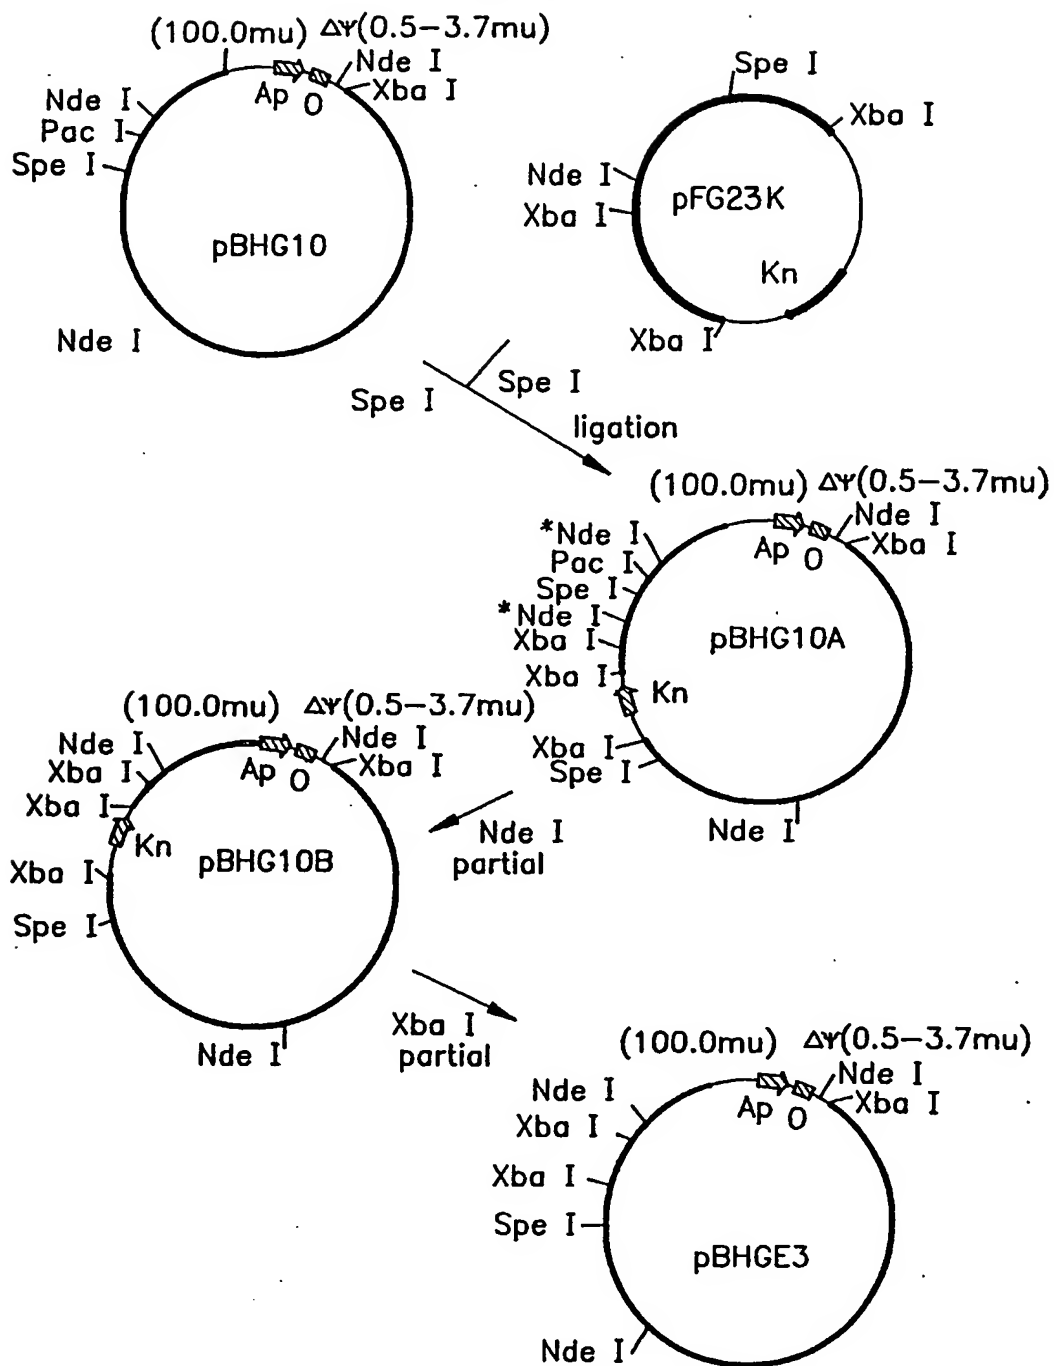 (100.0mu) ΔΨ(0.5–3.7mu)
Nde I
Xba I
Ap O
Nde I
Pac I
Spe I
pBHG10
Nde I
Spe I
Xba I
Nde I
Xba I
pFG23K
Kn
Xba I
Spe I
Spe I
ligation
(100.0mu) ΔΨ(0.5–3.7mu)
Nde I
Xba I
Ap O
*Nde I
Pac I
Spe I
*Nde I
Xba I
Xba I
Kn
Xba I
Spe I
pBHG10A
Nde I
Nde I
partial
(100.0mu) ΔΨ(0.5–3.7mu)
Nde I
Xba I
Ap O
Nde I
Xba I
Xba I
Kn
Xba I
Spe I
pBHG10B
Nde I
Xba I
partial
(100.0mu) ΔΨ(0.5–3.7mu)
Nde I
Xba I
Ap O
Nde I
Xba I
Xba I
Spe I
pBHGE3
Nde I